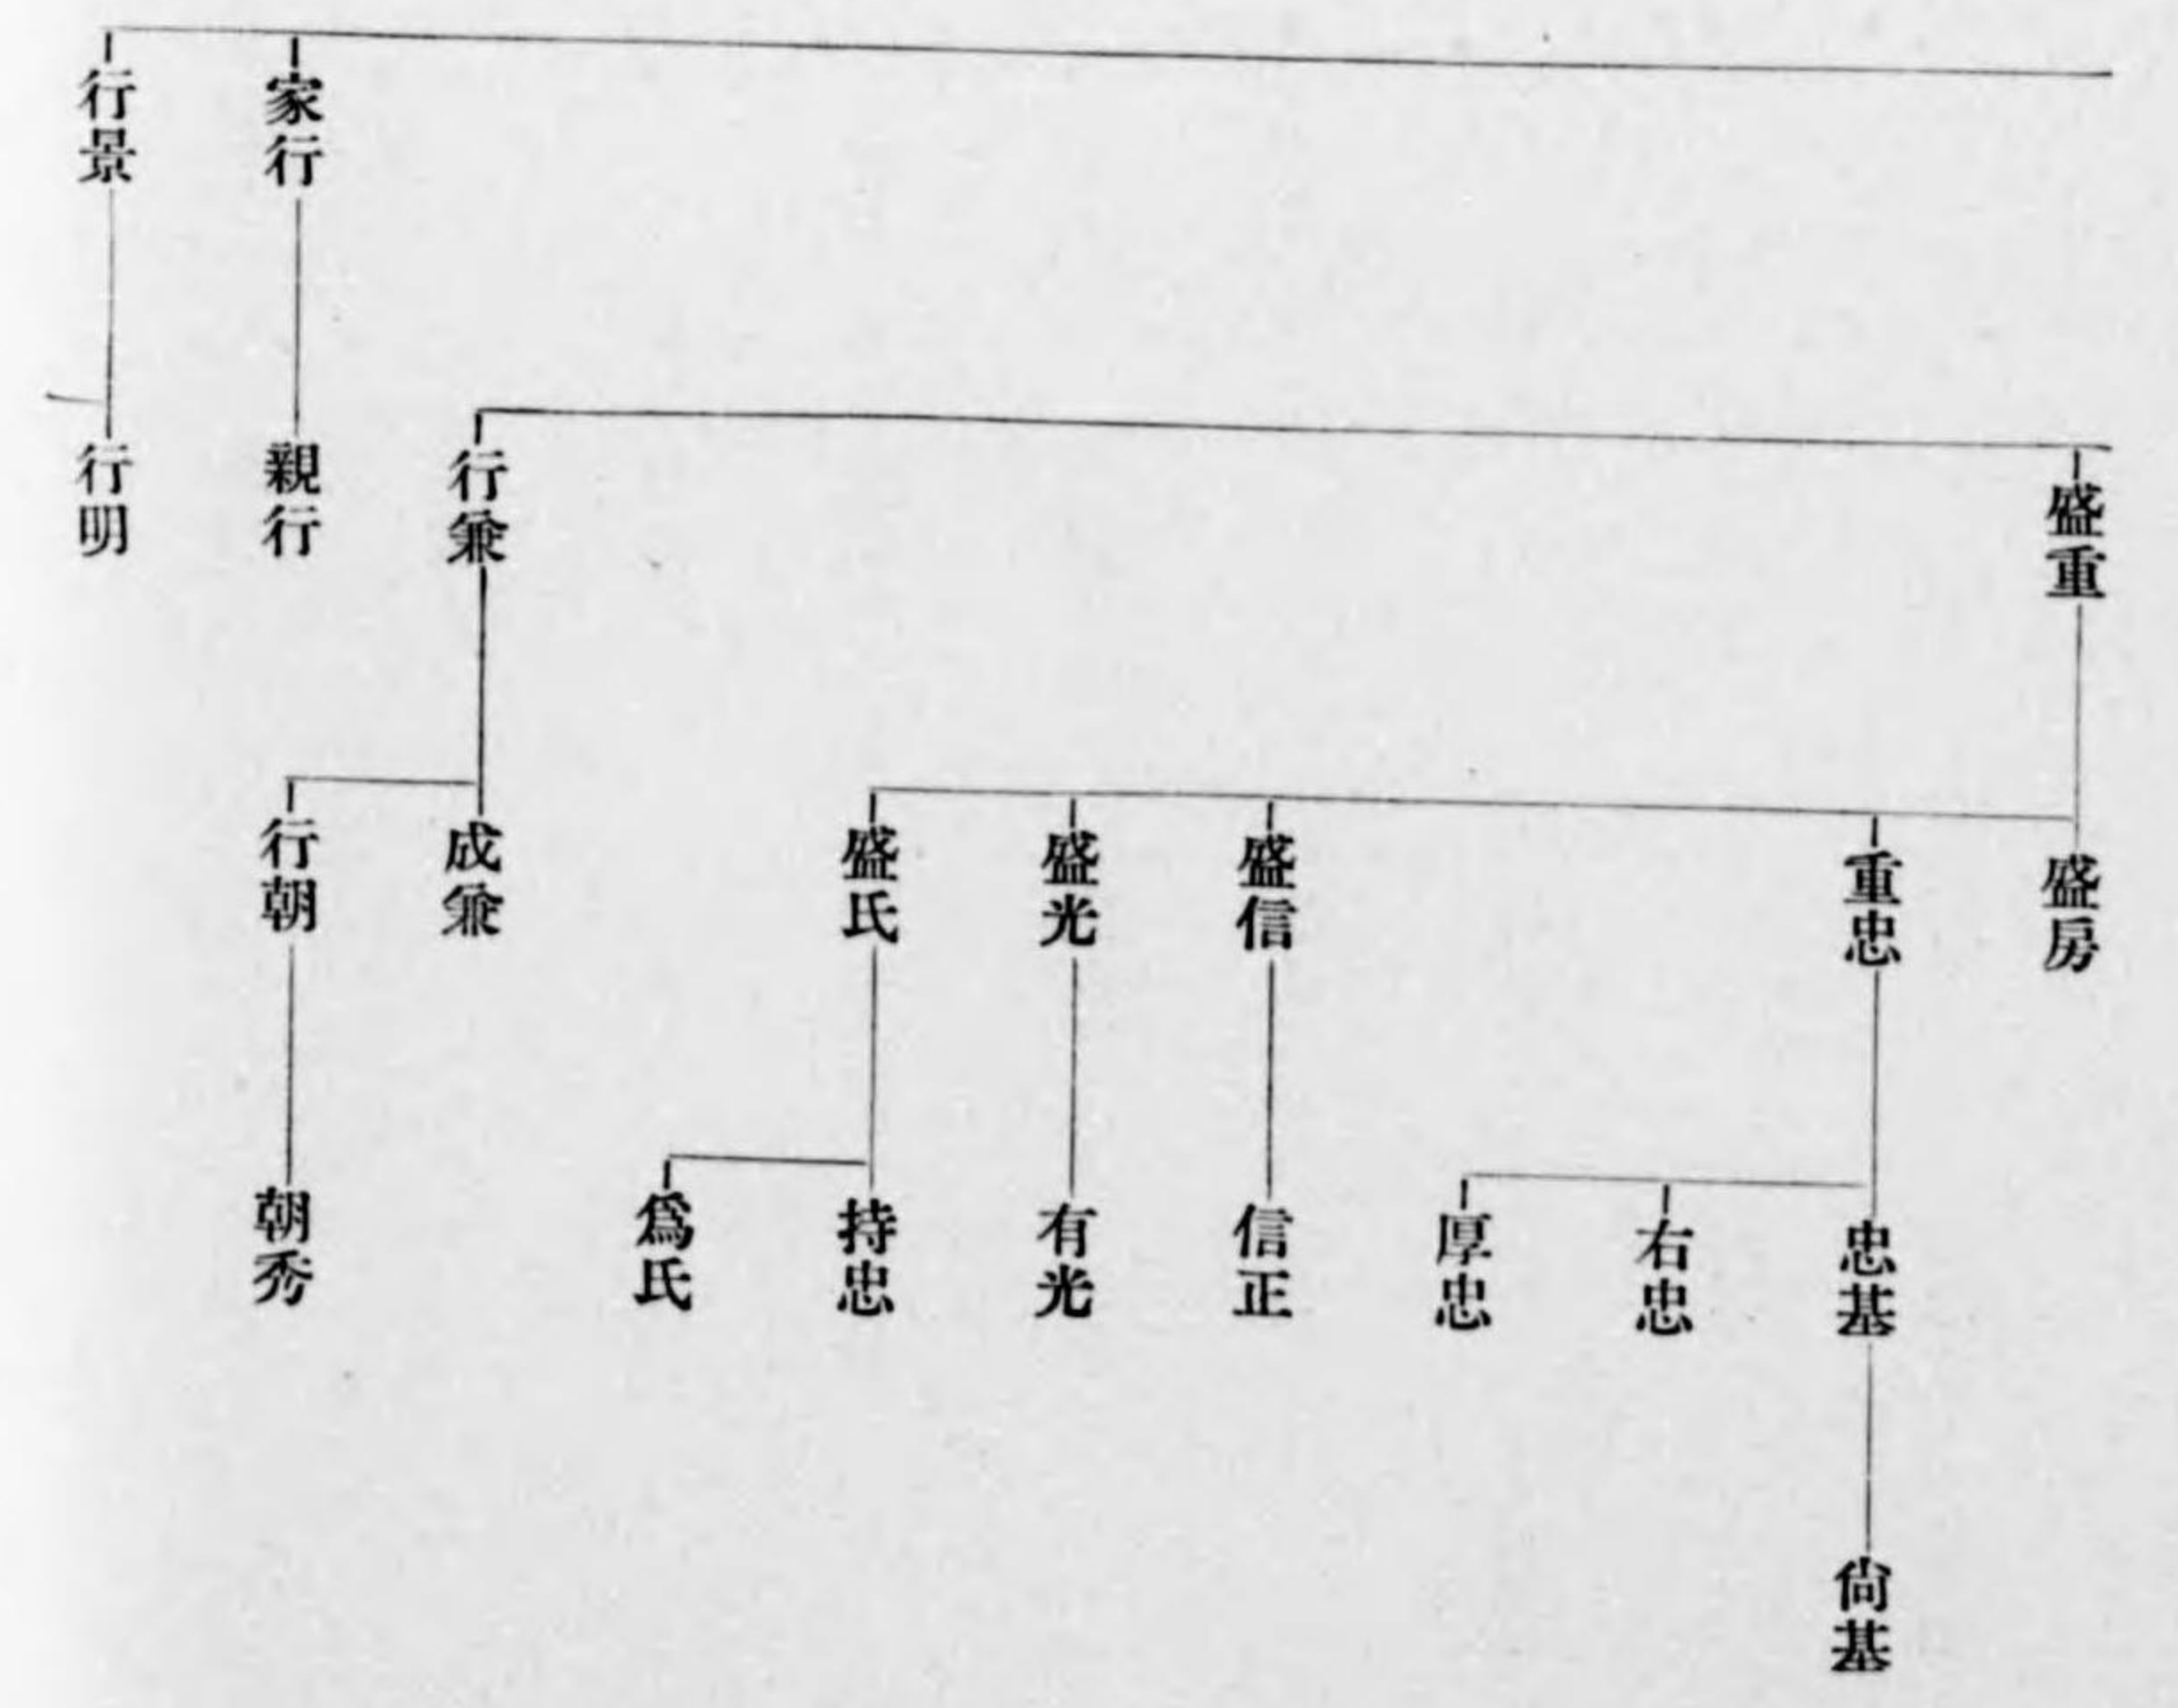 盛重
盛房
重忠
忠基
尙基
右忠
厚忠
盛信
信正
盛光
有光
盛氏
持忠
爲氏
行兼
成兼
行朝
朝秀
家行
親行
行景
行明